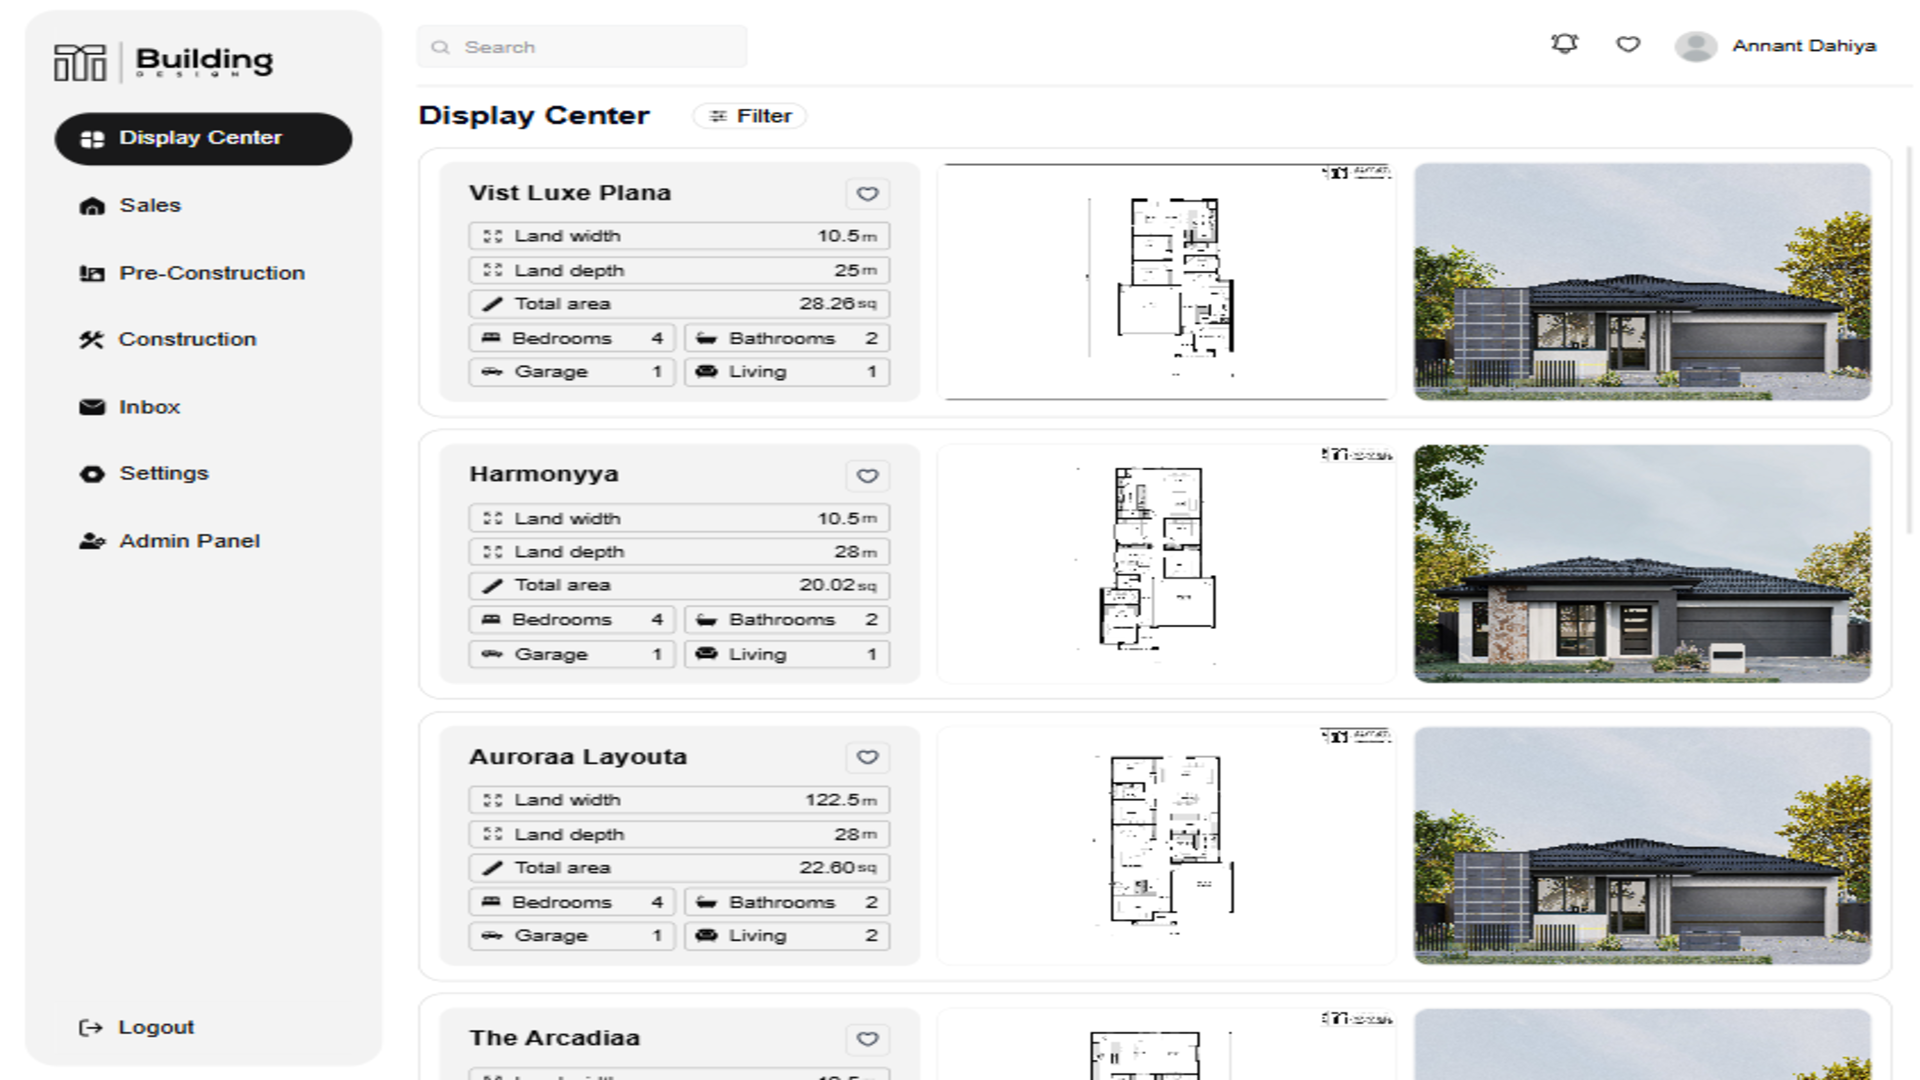 Building
DESIGN
Display Center
Sales
Pre-Construction
Construction
Inbox
Settings
Admin Panel
Logout
Search
Annant Dahiya
Display Center
Filter
Vist Luxe Plana
Land width 10.5m
Land depth 25m
Total area 28.26sq
Bedrooms 4 Bathrooms 2
Garage 1 Living 1
Harmonyya
Land width 10.5m
Land depth 28m
Total area 20.02sq
Bedrooms 4 Bathrooms 2
Garage 1 Living 1
Auroraa Layouta
Land width 122.5m
Land depth 28m
Total area 22.60sq
Bedrooms 4 Bathrooms 2
Garage 1 Living 2
The Arcadiaa